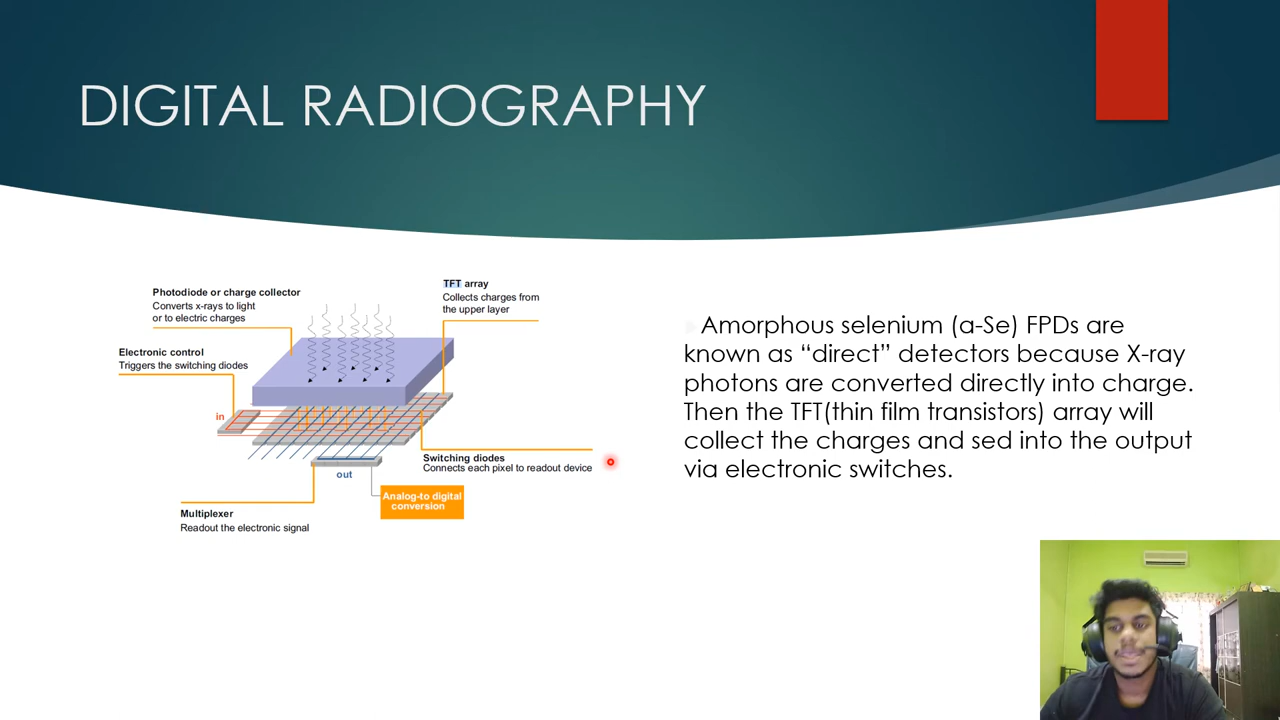 DIGITAL RADIOGRAPHY
Photodiode or charge collector
Converts x-rays to light
or to electric charges
TFT array
Collects charges from
the upper layer
Electronic control
Triggers the switching diodes
in
Switching diodes
Connects each pixel to readout device
out
Analog-to digital
conversion
Multiplexer
Readout the electronic signal
Amorphous selenium (a-Se) FPDs are
known as “direct” detectors because X-ray
photons are converted directly into charge.
Then the TFT(thin film transistors) array will
collect the charges and sed into the output
via electronic switches.